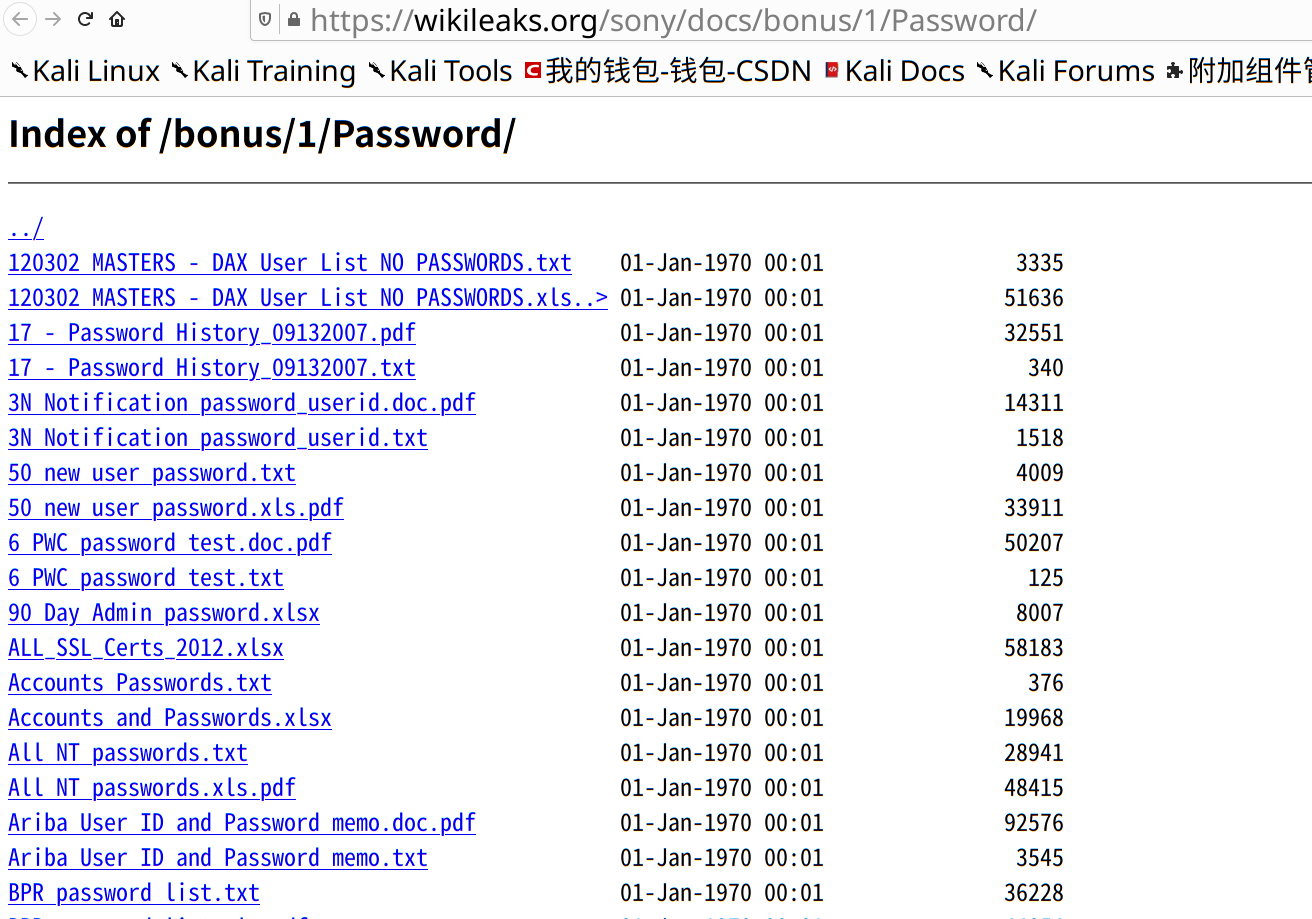 https://wikileaks.org/sony/docs/bonus/1/Password/
Kali Linux Kali Training Kali Tools 我的钱包-钱包-CSDN Kali Docs Kali Forums 附加组件
Index of /bonus/1/Password/
../
120302 MASTERS - DAX User List NO PASSWORDS.txt 01-Jan-1970 00:01 3335
120302 MASTERS - DAX User List NO PASSWORDS.xls..> 01-Jan-1970 00:01 51636
17 - Password History_09132007.pdf 01-Jan-1970 00:01 32551
17 - Password History_09132007.txt 01-Jan-1970 00:01 340
3N Notification password_userid.doc.pdf 01-Jan-1970 00:01 14311
3N Notification password_userid.txt 01-Jan-1970 00:01 1518
50 new user password.txt 01-Jan-1970 00:01 4009
50 new user password.xls.pdf 01-Jan-1970 00:01 33911
6 PWC password test.doc.pdf 01-Jan-1970 00:01 50207
6 PWC password test.txt 01-Jan-1970 00:01 125
90 Day Admin password.xlsx 01-Jan-1970 00:01 8007
ALL_SSL_Certs_2012.xlsx 01-Jan-1970 00:01 58183
Accounts Passwords.txt 01-Jan-1970 00:01 376
Accounts and Passwords.xlsx 01-Jan-1970 00:01 19968
All NT passwords.txt 01-Jan-1970 00:01 28941
All NT passwords.xls.pdf 01-Jan-1970 00:01 48415
Ariba User ID and Password memo.doc.pdf 01-Jan-1970 00:01 92576
Ariba User ID and Password memo.txt 01-Jan-1970 00:01 3545
BPR password list.txt 01-Jan-1970 00:01 36228